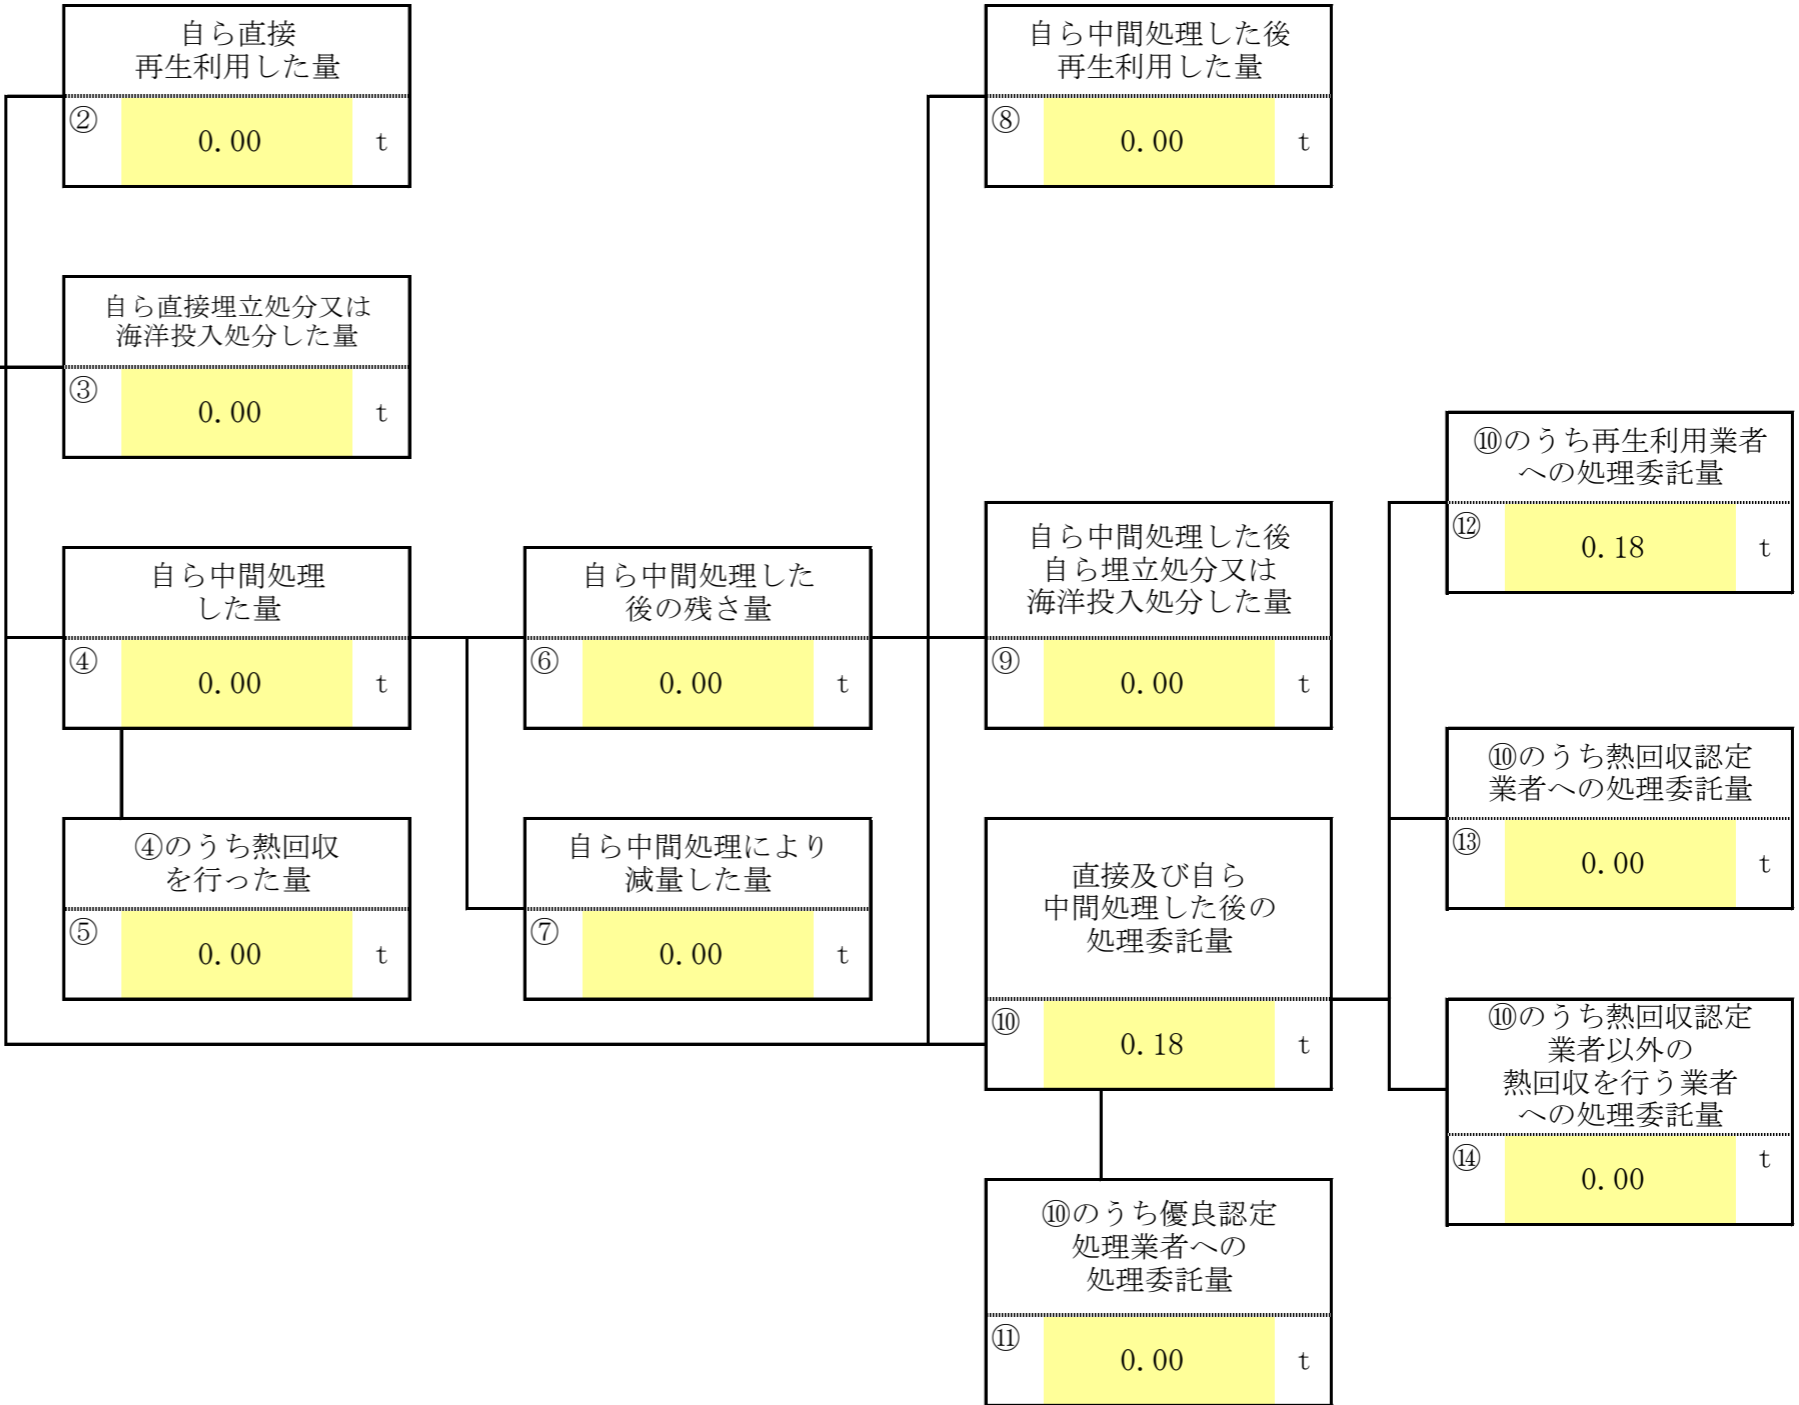 自ら直接
再生利用した量
② 0.00 t
自ら中間処理した後
再生利用した量
⑧ 0.00 t
自ら直接埋立処分又は
海洋投入処分した量
③ 0.00 t
⑩のうち再生利用業者
への処理委託量
⑫ 0.18 t
自ら中間処理
した量
④ 0.00 t
自ら中間処理した
後の残さ量
⑥ 0.00 t
自ら中間処理した後
自ら埋立処分又は
海洋投入処分した量
⑨ 0.00 t
⑩のうち熱回収認定
業者への処理委託量
⑬ 0.00 t
④のうち熱回収
を行った量
⑤ 0.00 t
自ら中間処理により
減量した量
⑦ 0.00 t
直接及び自ら
中間処理した後の
処理委託量
⑩ 0.18 t
⑩のうち熱回収認定
業者以外の
熱回収を行う業者
への処理委託量
⑭ 0.00 t
⑩のうち優良認定
処理業者への
処理委託量
⑪ 0.00 t